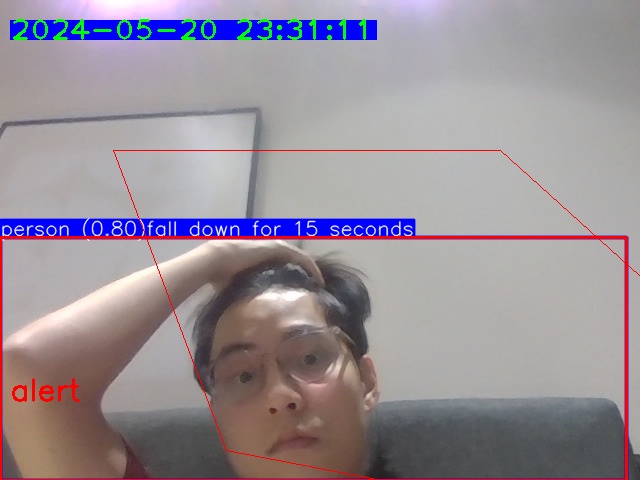 2024-05-20 23:31:11
person (0.80)fall down for 15 seconds
alert